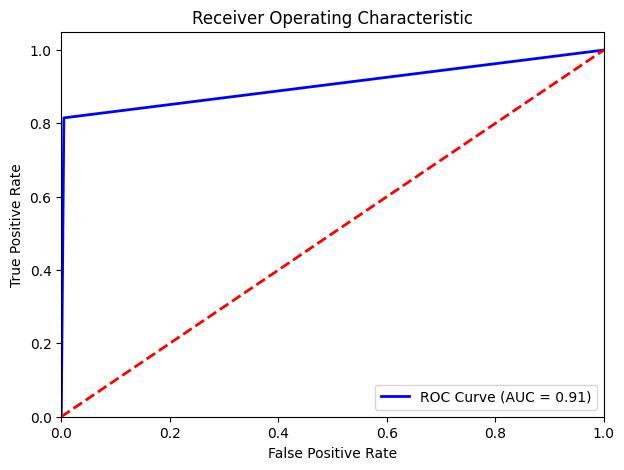 Receiver Operating Characteristic
1.0
0.8
0.6
0.4
0.2
0.0
True Positive Rate
ROC Curve (AUC = 0.91)
0.0 0.2 0.4 0.6 0.8 1.0
False Positive Rate